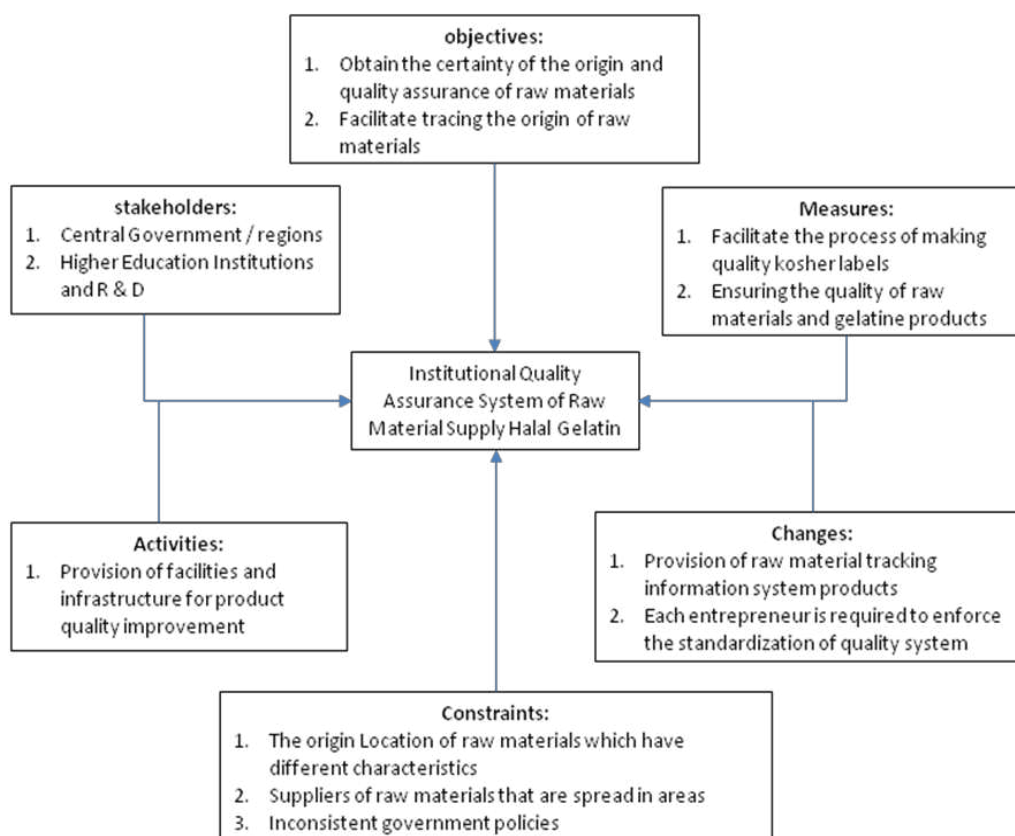 objectives:
1. Obtain the certainty of the origin and
quality assurance of raw materials
2. Facilitate tracing the origin of raw
materials
stakeholders:
1. Central Government / regions
2. Higher Education Institutions
and R & D
Measures:
1. Facilitate the process of making
quality kosher labels
2. Ensuring the quality of raw
materials and gelatine products
Institutional Quality
Assurance System of Raw
Material Supply Halal Gelatin
Activities:
1. Provision of facilities and
infrastructure for product
quality improvement
Changes:
1. Provision of raw material tracking
information system products
2. Each entrepreneur is required to enforce
the standardization of quality system
Constraints:
1. The origin Location of raw materials which have
different characteristics
2. Suppliers of raw materials that are spread in areas
3. Inconsistent government policies